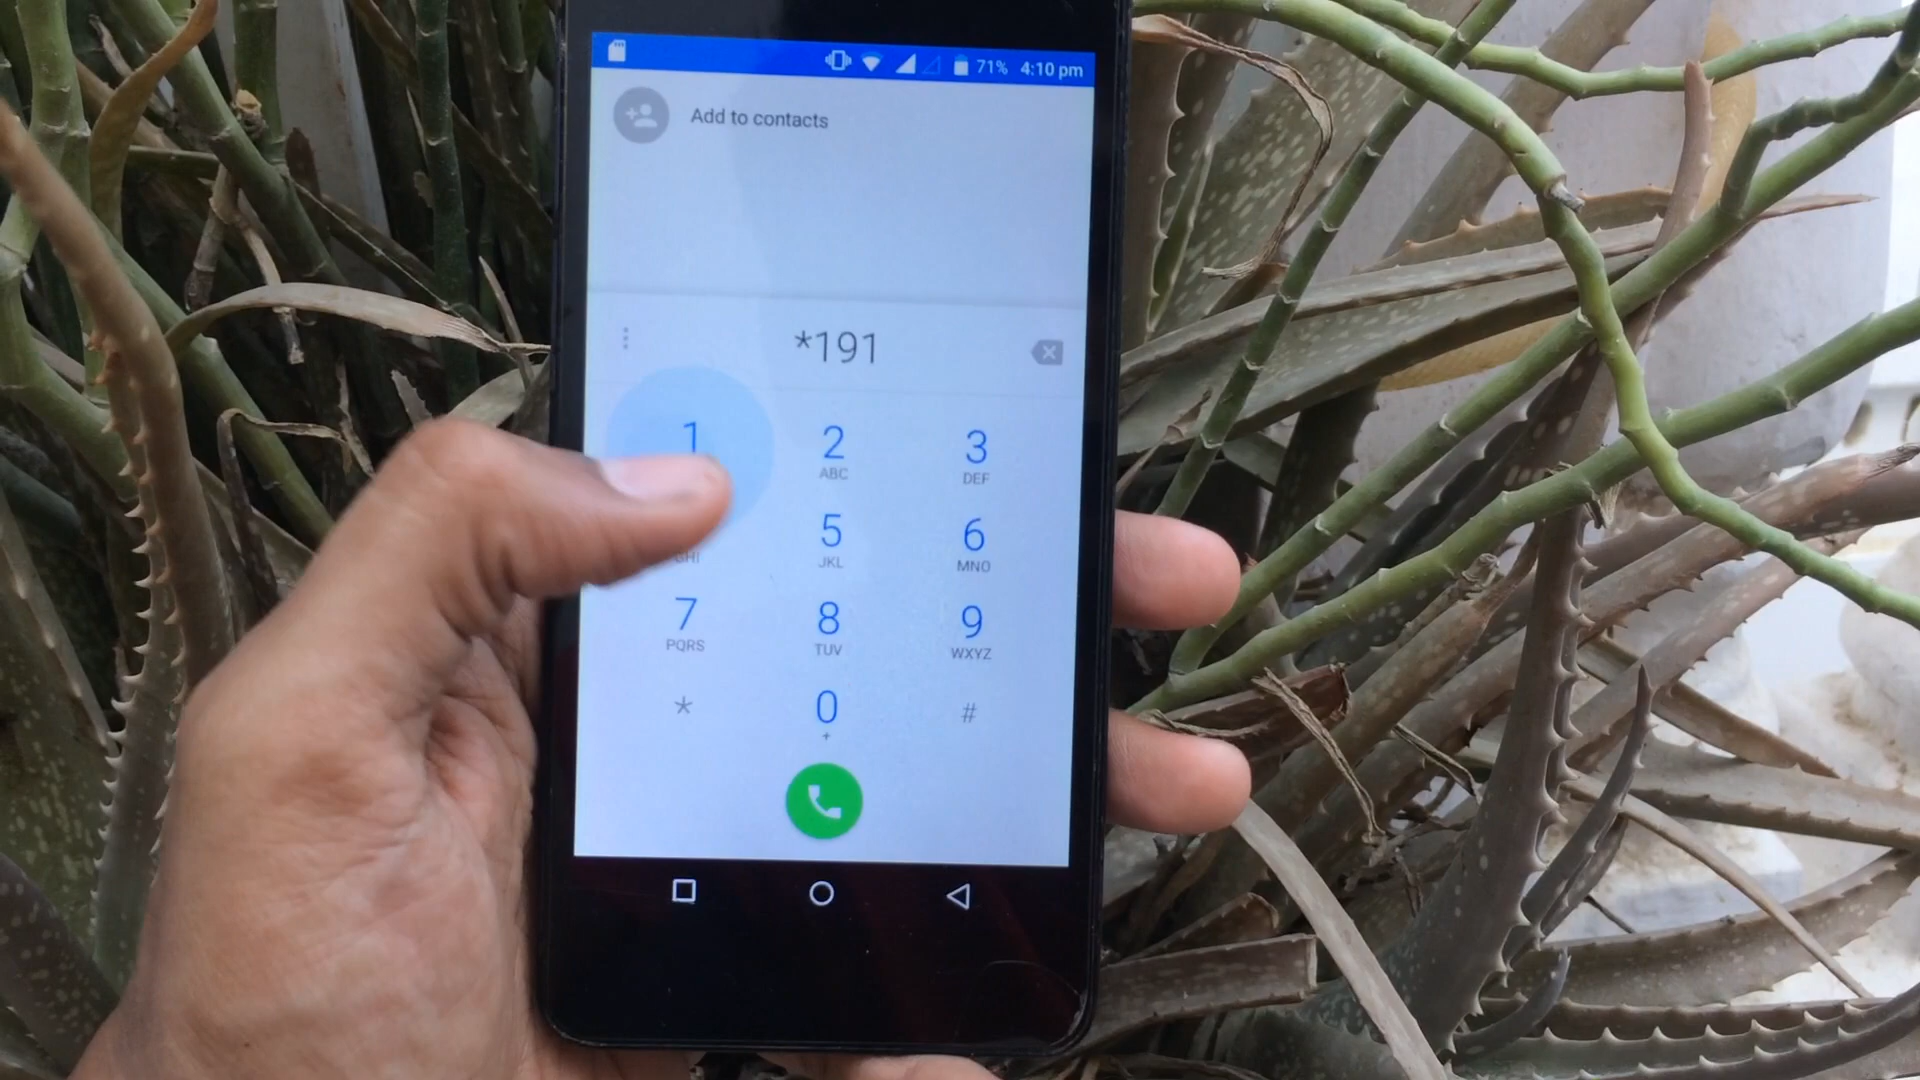 71% 4:10 pm
Add to contacts
*191
1 2 3
ABC DEF
GHI
5 6
JKL MNO
7 8 9
PQRS TUV WXYZ
* 0 #
+